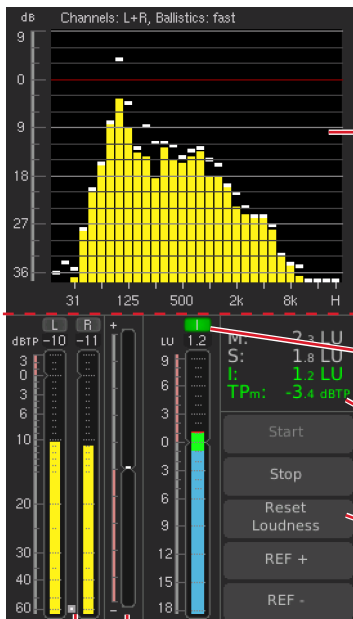 dB Channels: L+R, Ballistics: fast
9
0
9
18
27
36
31 125 500 2k 8k H
L R + I
dBTP -10 -11 LU 1.2
M: 2.3 LU
S: 1.8 LU
I: 1.2 LU
TPm: -3.4 dBTP
3
0
3
6
10
20
30
40
60
-
9
6
3
0
3
6
9
12
15
18
Start
Stop
Reset
Loudness
REF +
REF -